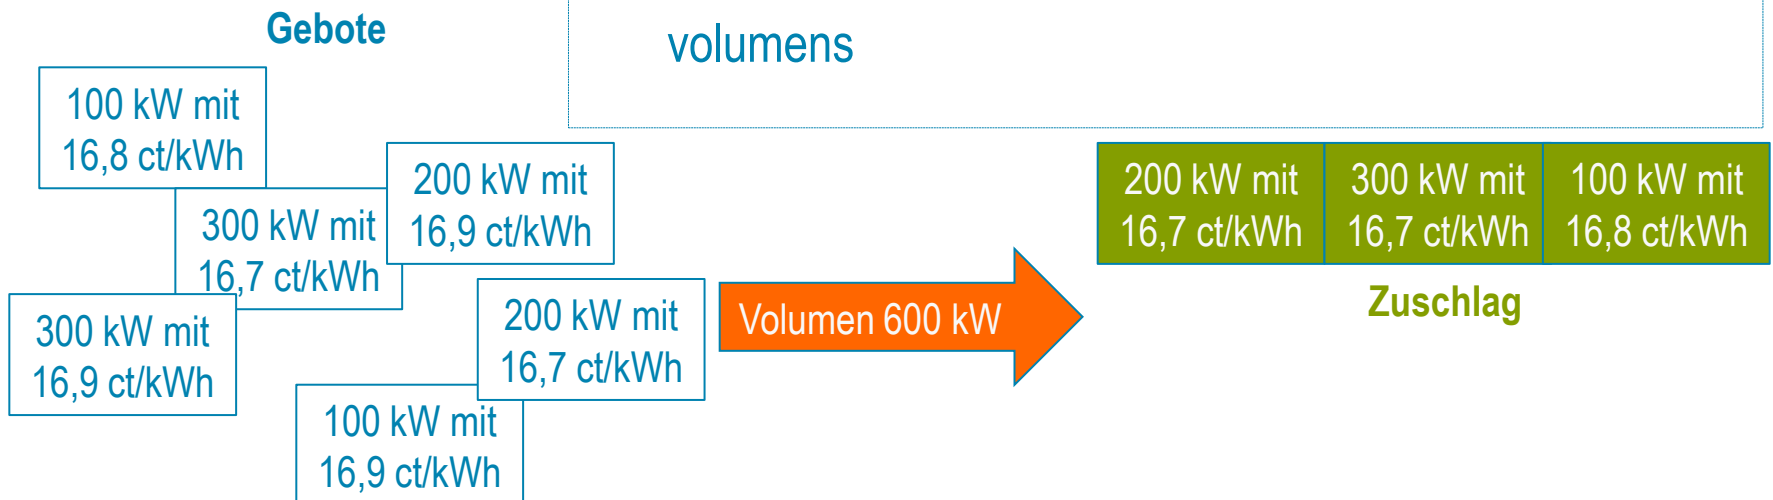 Gebote
volumens
100 kW mit
16,8 ct/kWh
200 kW mit
16,9 ct/kWh
300 kW mit
16,7 ct/kWh
300 kW mit
16,9 ct/kWh
200 kW mit
16,7 ct/kWh
100 kW mit
16,9 ct/kWh
Volumen 600 kW
200 kW mit
16,7 ct/kWh
300 kW mit
16,7 ct/kWh
100 kW mit
16,8 ct/kWh
Zuschlag